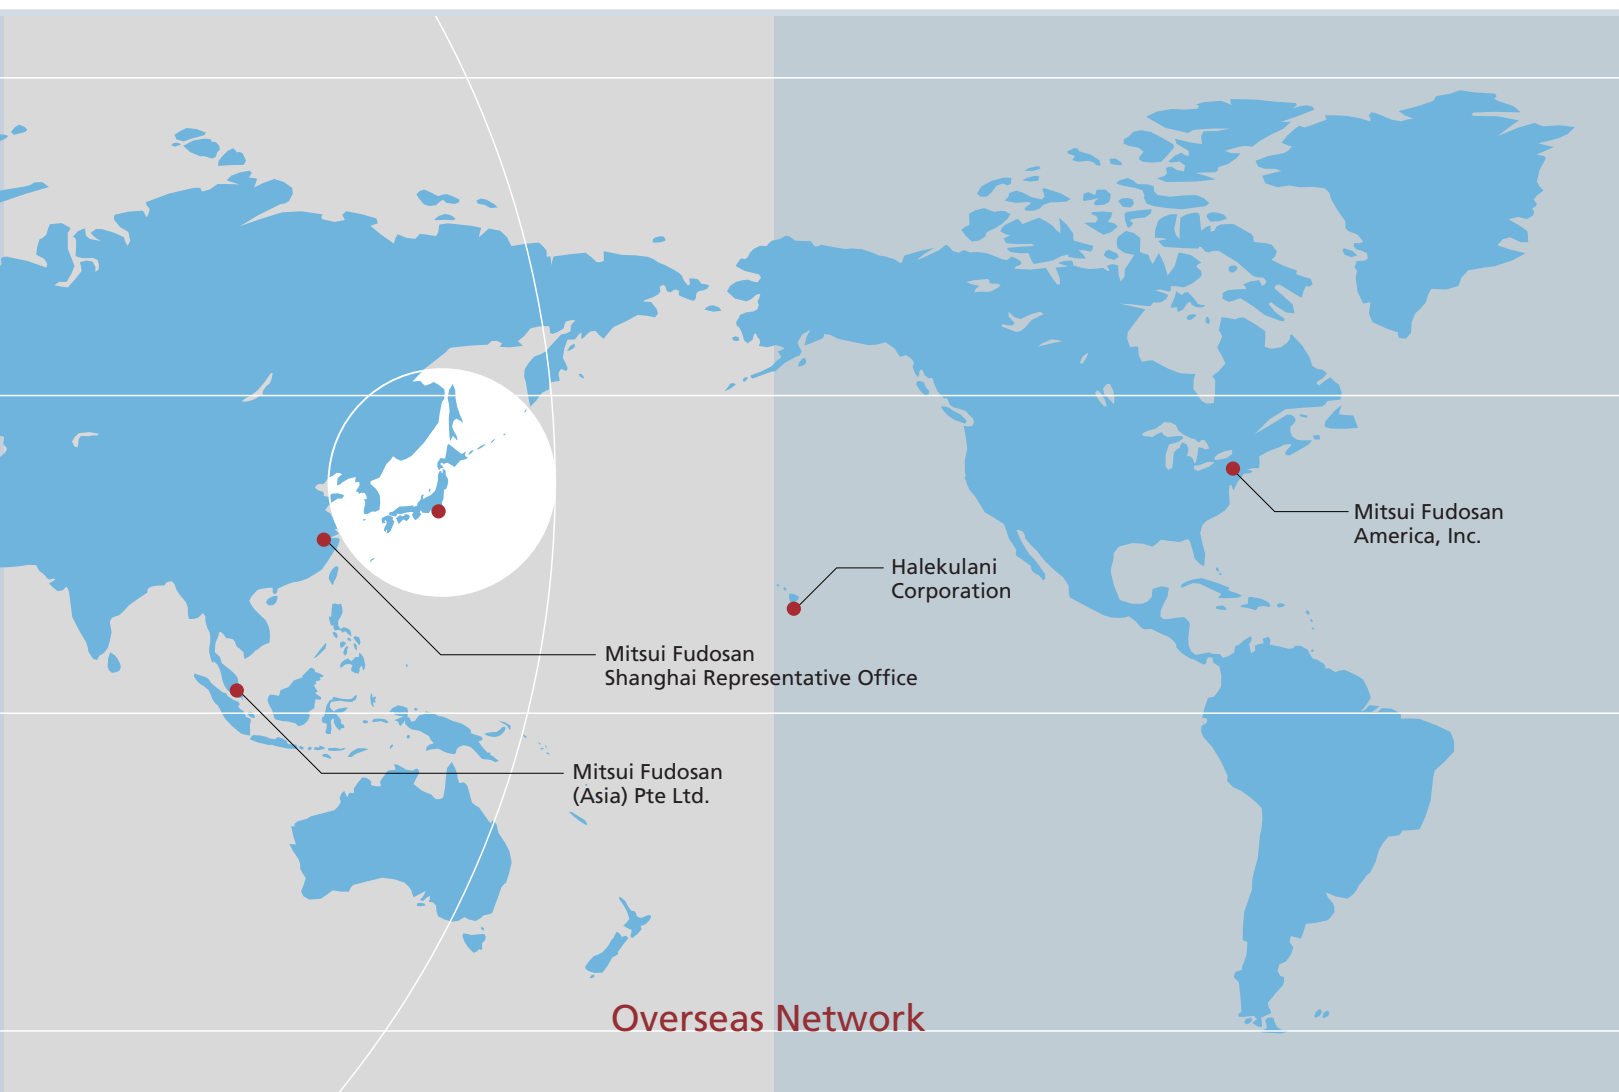 Mitsui Fudosan
America, Inc.
Halekulani
Corporation
Mitsui Fudosan
Shanghai Representative Office
Mitsui Fudosan
(Asia) Pte Ltd.
Overseas Network